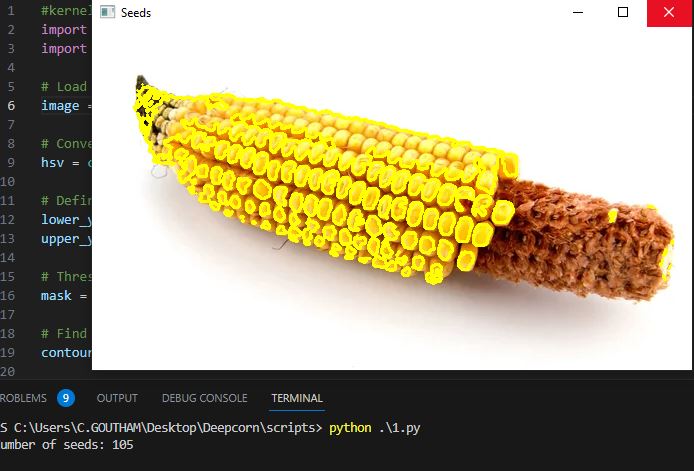 Seeds
1 #kernel
2 import
3 import
4
5 # Load
6 image =
7
8 # Conve
9 hsv = c
10
11 # Defin
12 lower_y
13 upper_y
14
15 # Thres
16 mask =
17
18 # Find
19 contour
20
ROBLEMS 9 OUTPUT DEBUG CONSOLE TERMINAL
S C:\Users\C.GOUTHAM\Desktop\Deepcorn\scripts> python .\1.py
umber of seeds: 105